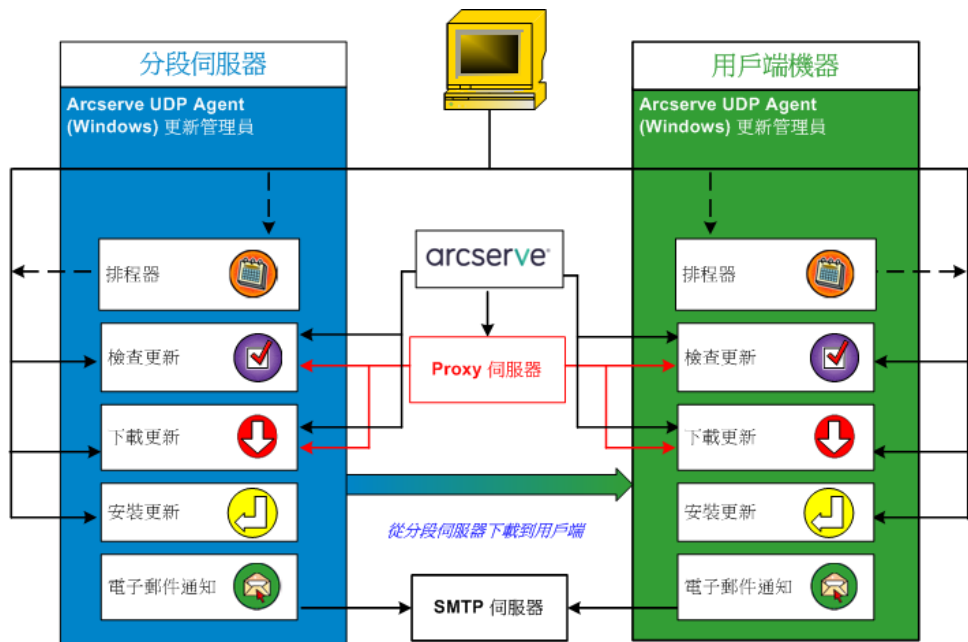 分段伺服器
Arcserve UDP Agent
(Windows) 更新管理員
排程器
檢查更新
下載更新
安裝更新
電子郵件通知
arcserve®
Proxy 伺服器
從分段伺服器下載到用戶端
SMTP 伺服器
用戶端機器
Arcserve UDP Agent
(Windows) 更新管理員
排程器
檢查更新
下載更新
安裝更新
電子郵件通知